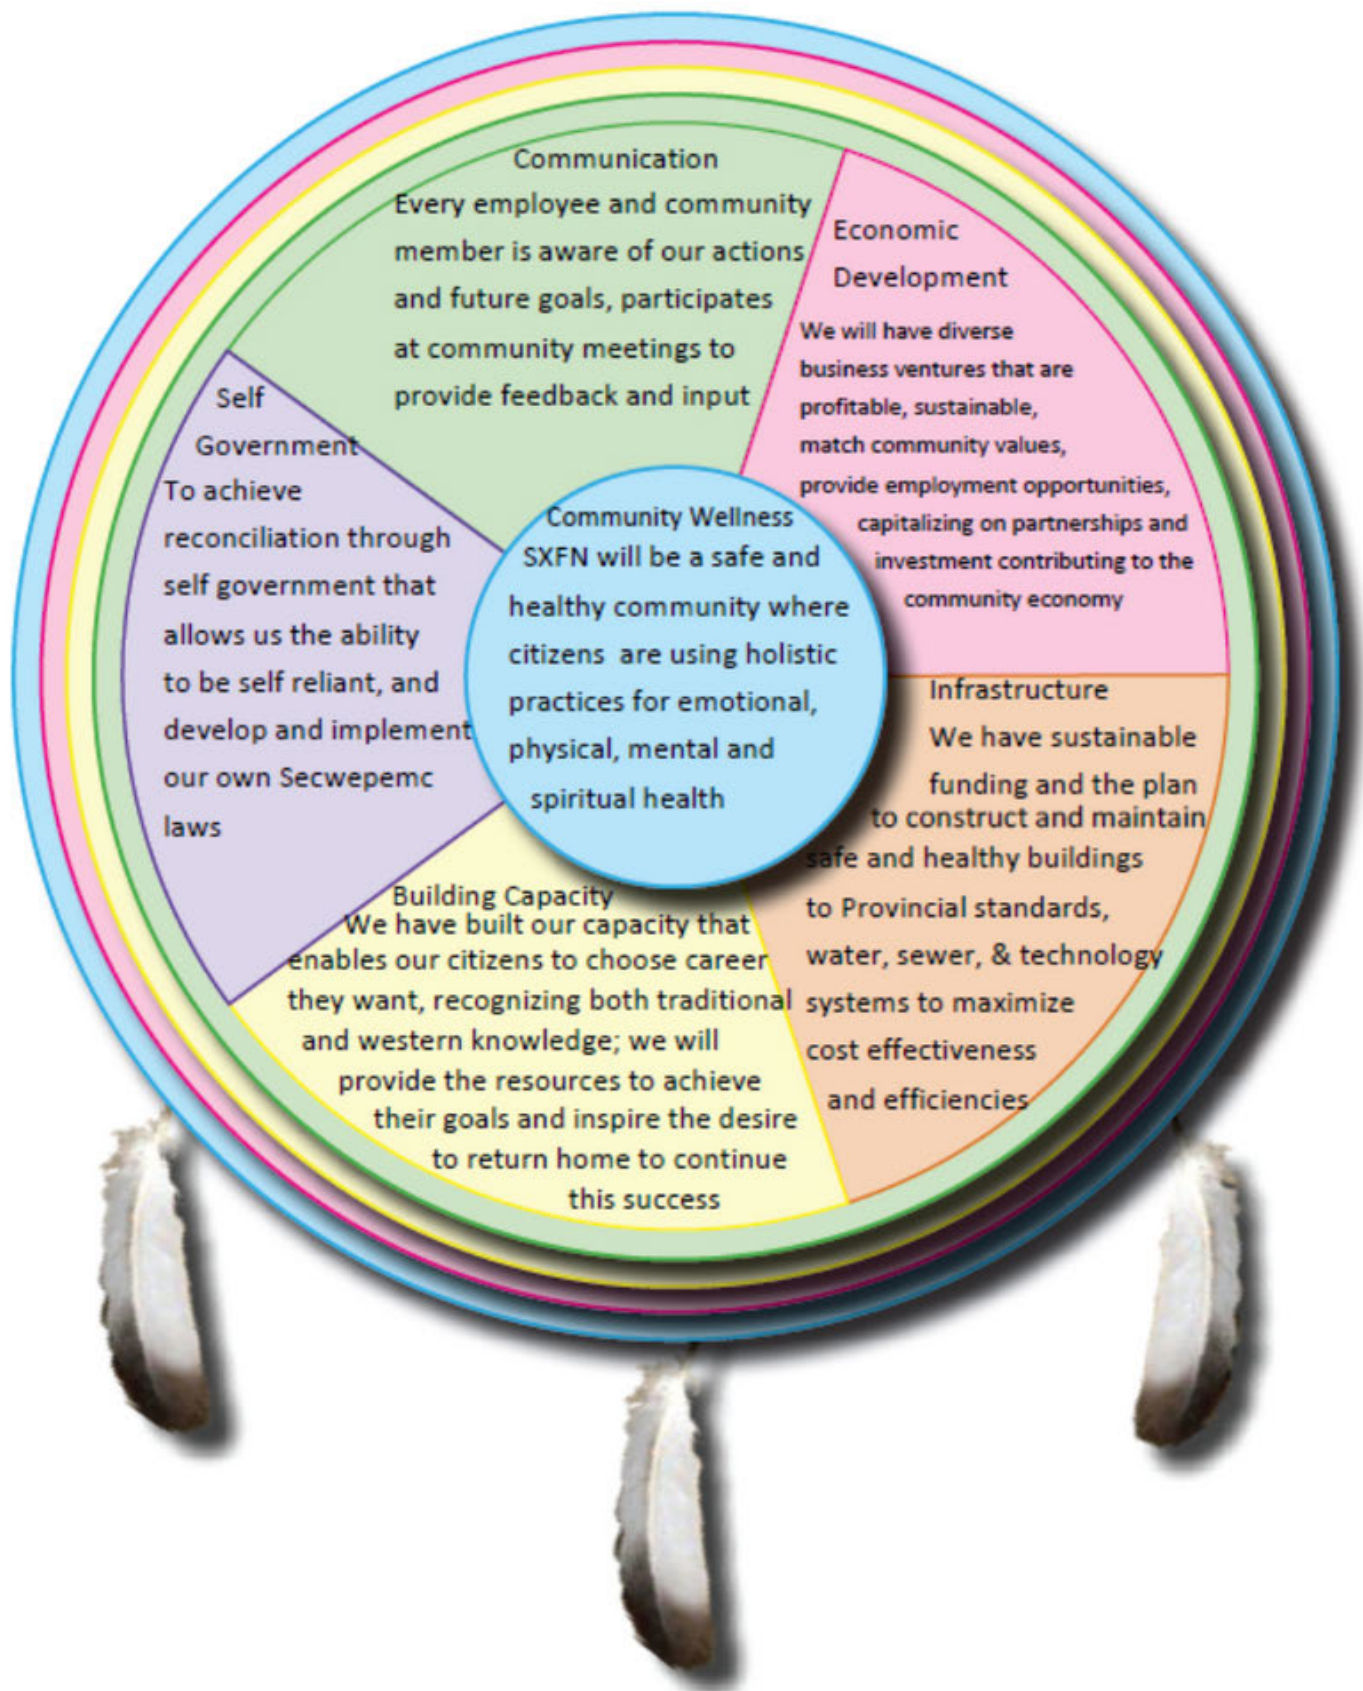 Communication
Every employee and community
member is aware of our actions
and future goals, participates
at community meetings to
provide feedback and input
Economic
Development
We will have diverse
business ventures that are
profitable, sustainable,
match community values,
provide employment opportunities,
capitalizing on partnerships and
investment contributing to the
community economy
Infrastructure
We have sustainable
funding and the plan
to construct and maintain
safe and healthy buildings
to Provincial standards,
water, sewer, & technology
systems to maximize
cost effectiveness
and efficiencies
Building Capacity
We have built our capacity that
enables our citizens to choose career
they want, recognizing both traditional
and western knowledge; we will
provide the resources to achieve
their goals and inspire the desire
to return home to continue
this success
Self
Government
To achieve
reconciliation through
self government that
allows us the ability
to be self reliant, and
develop and implement
our own Secwepemc
laws
Community Wellness
SXFN will be a safe and
healthy community where
citizens are using holistic
practices for emotional,
physical, mental and
spiritual health